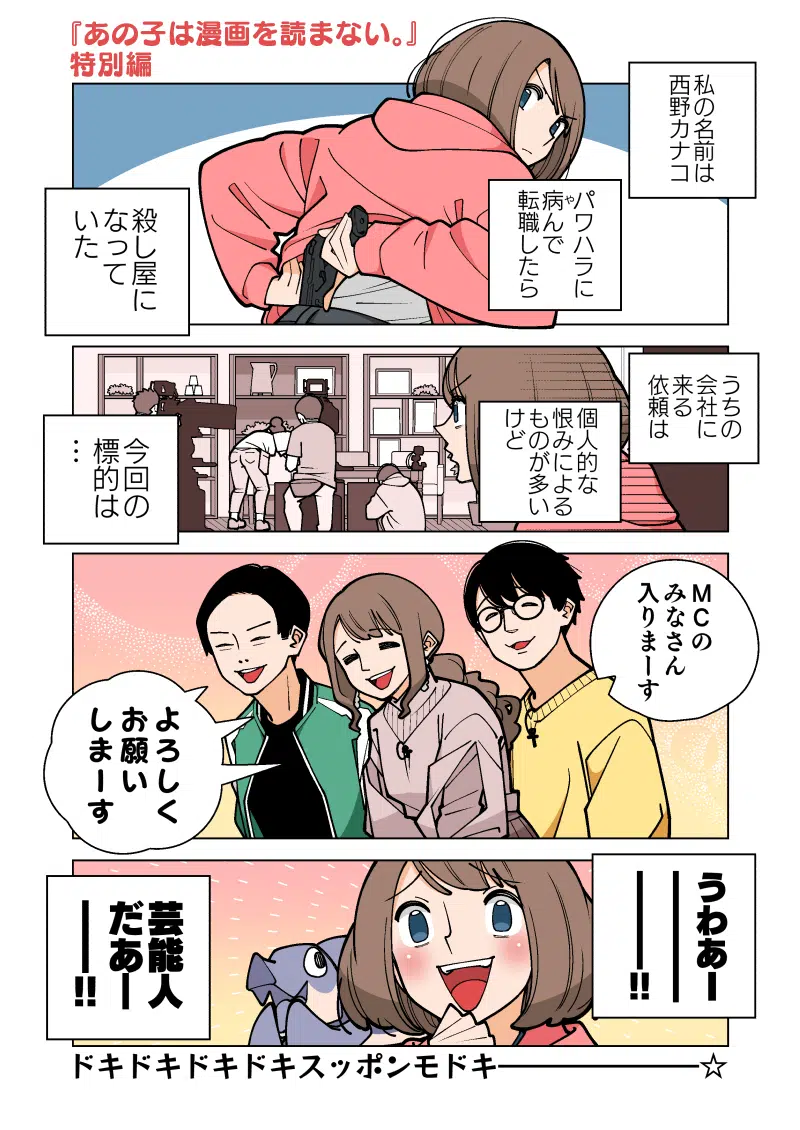 『あの子は漫画を読まない。』
特別編
私の名前は
西野カナコ
パワハラに
病んで
や
転職したら
殺し屋に
なって
いた
うちの
会社に
来る
依頼は
個人的な
恨みによる
ものが多い
けど
今回の
標的は
…
MCの
みなさん
入りまーす
よろしく
お願い
しまーす
うわあー
――――!!
芸能人
だあー
――!!
ドキドキドキドキスッポンモドキ――――――☆